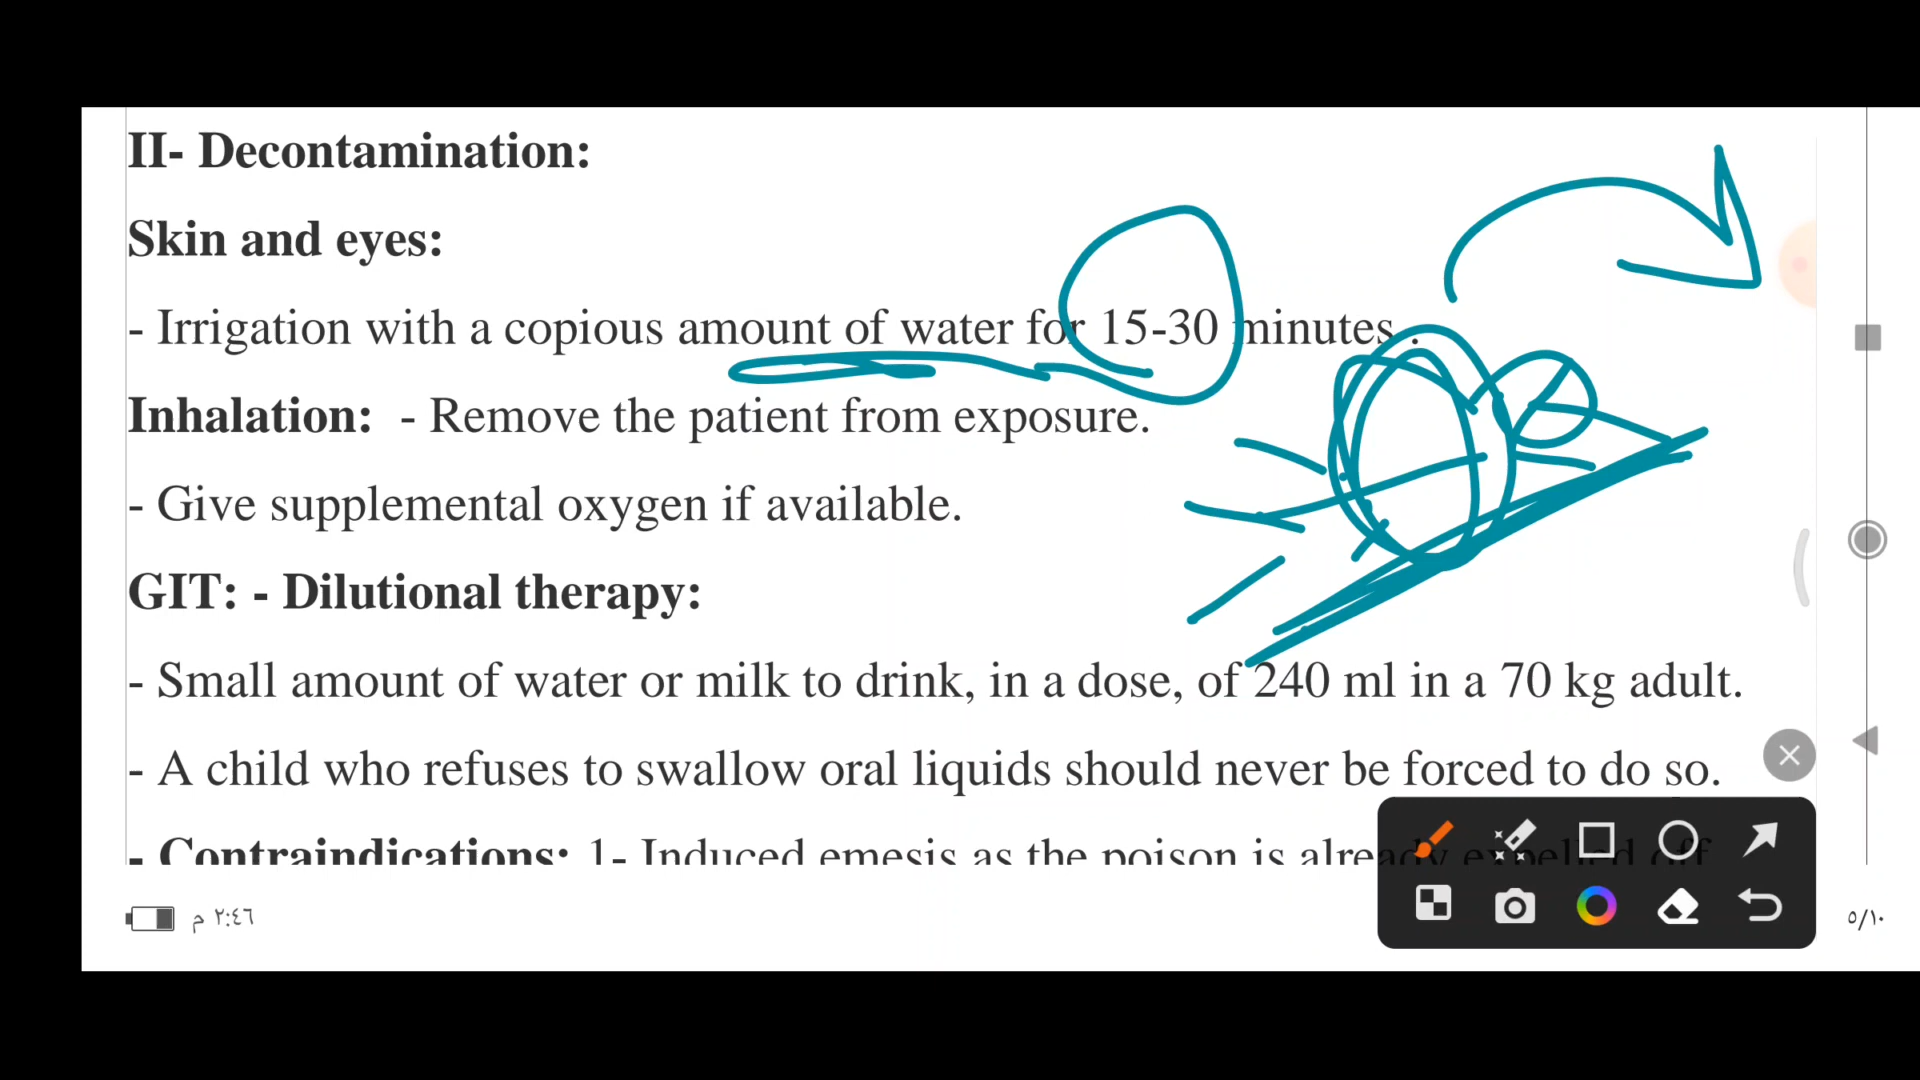 II- Decontamination:
Skin and eyes:
- Irrigation with a copious amount of water for 15-30 minutes .
Inhalation: - Remove the patient from exposure.
- Give supplemental oxygen if available.
GIT: - Dilutional therapy:
- Small amount of water or milk to drink, in a dose, of 240 ml in a 70 kg adult.
- A child who refuses to swallow oral liquids should never be forced to do so.
- Contraindications: 1- Induced emesis as the poison is already expelled off
٢:٤٦ م
٥/١٠